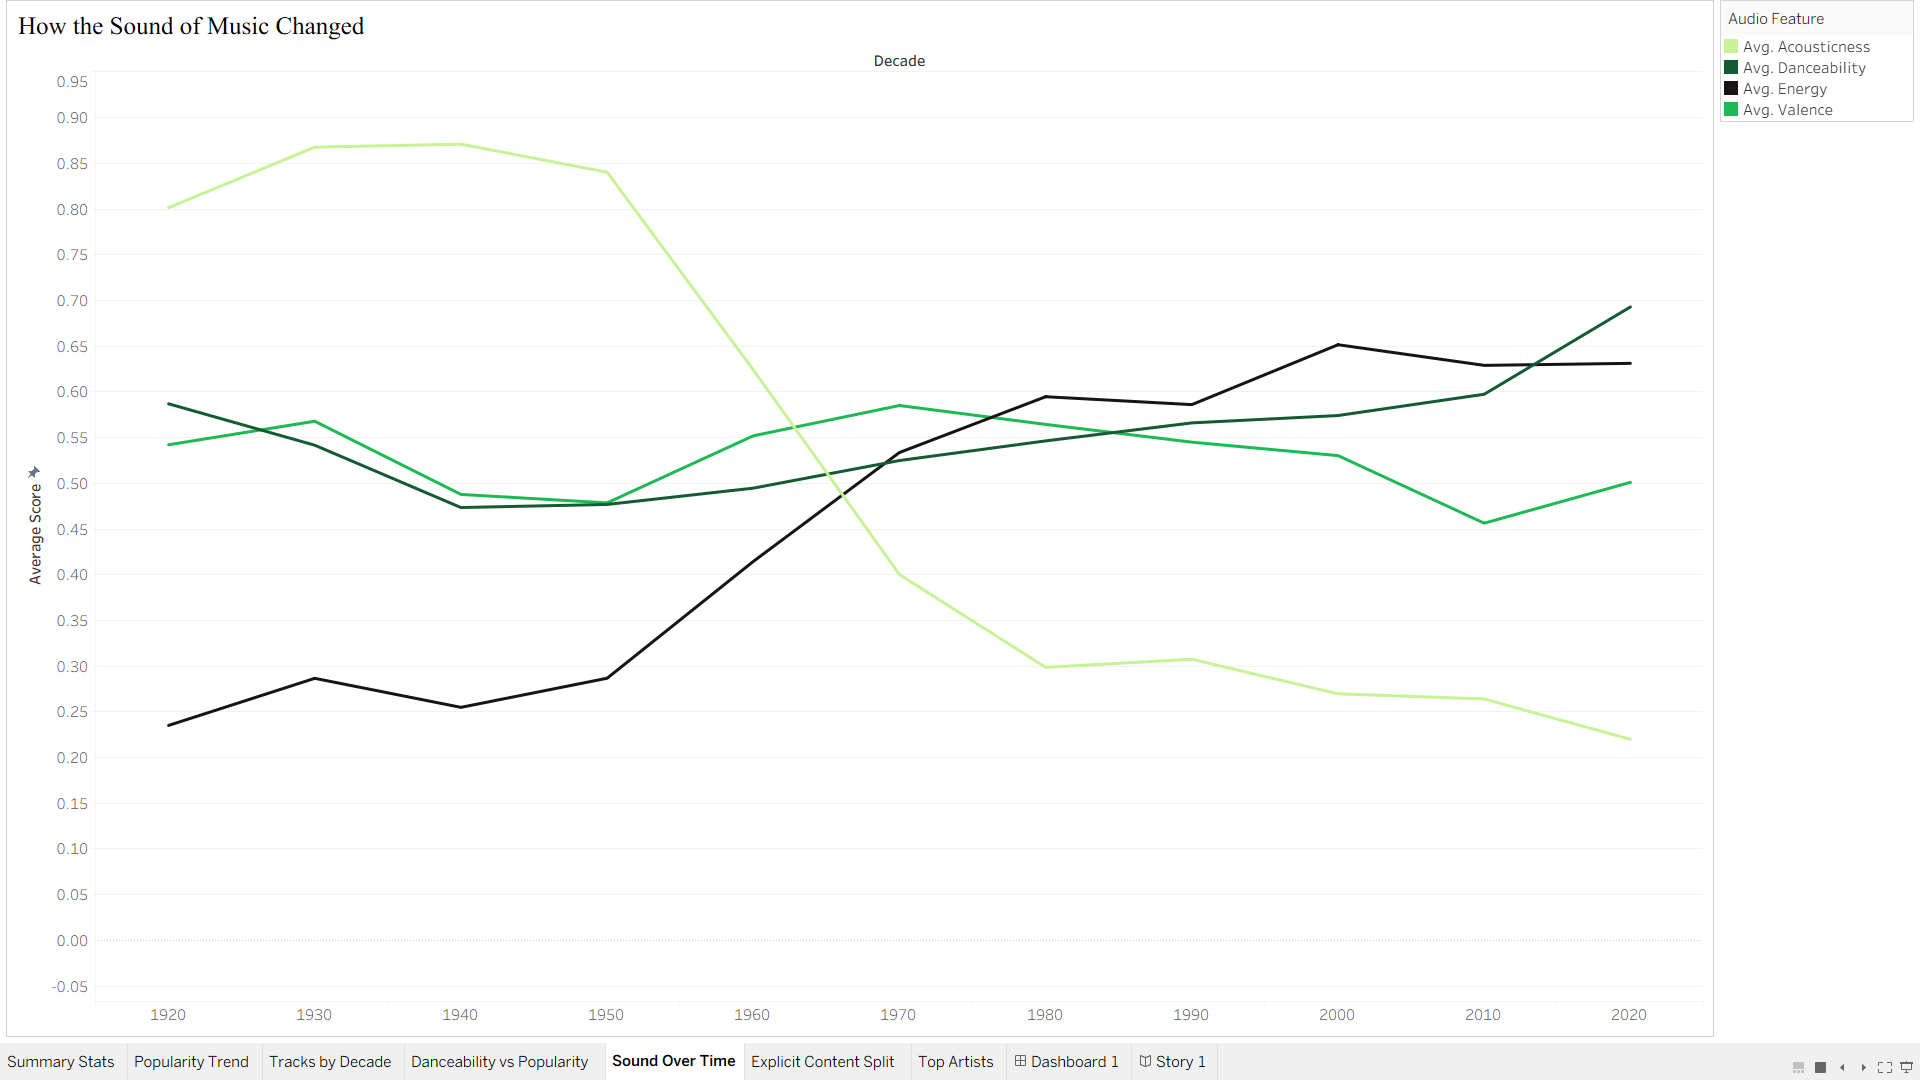 How the Sound of Music Changed
Audio Feature
Avg. Acousticness
Avg. Danceability
Avg. Energy
Avg. Valence
Decade
0.95
0.90
0.85
0.80
0.75
0.70
0.65
0.60
0.55
0.50
0.45
0.40
0.35
0.30
0.25
0.20
0.15
0.10
0.05
0.00
-0.05
Average Score
1920 1930 1940 1950 1960 1970 1980 1990 2000 2010 2020
Summary Stats Popularity Trend Tracks by Decade Danceability vs Popularity Sound Over Time Explicit Content Split Top Artists Dashboard 1 Story 1